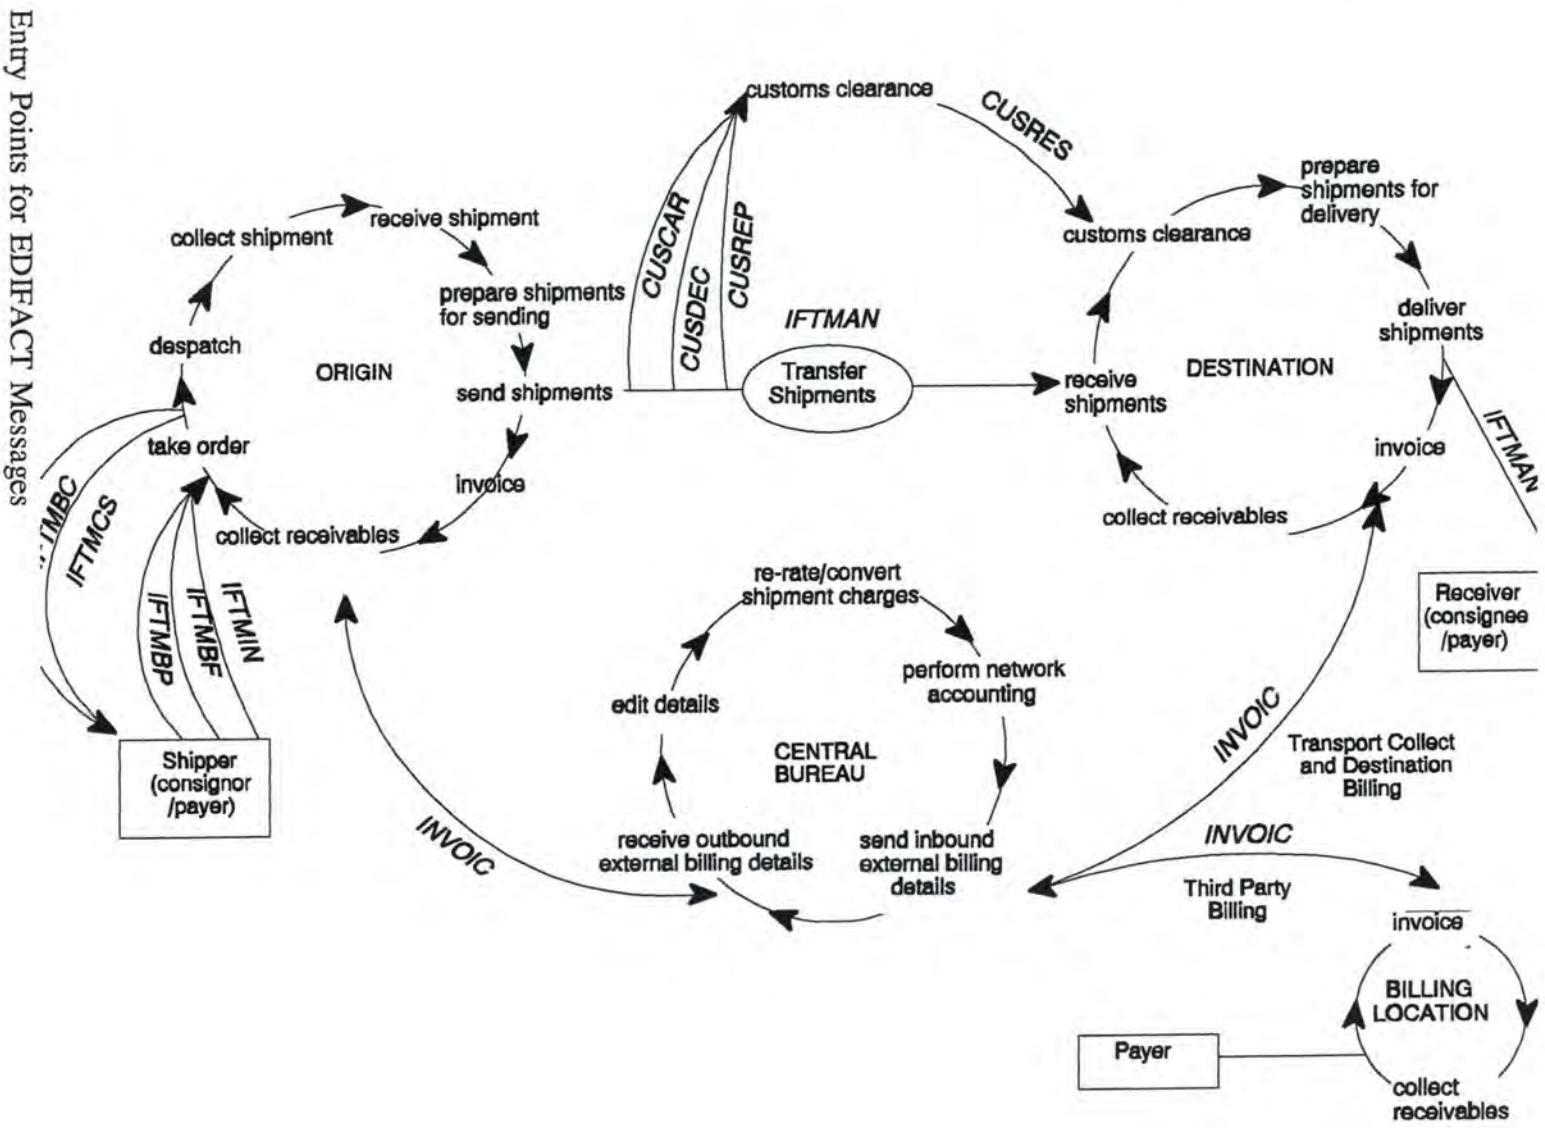 Entry Points for EDIFACT Messages
customs clearance
CUSRES
prepare
shipments for
delivery
collect shipment
receive shipment
customs clearance
CUSCAR
CUSDEC
CUSREP
prepare shipments
for sending
IFTMAN
deliver
shipments
despatch
ORIGIN
send shipments
Transfer
Shipments
receive
shipments
DESTINATION
take order
invoice
IFTMAN
invoice
TMBC
IFTMCS
collect receivables
collect receivables
IFTMBP
IFTMBF
IFTMIN
re-rate/convert
shipment charges
Receiver
(consignee
/payer)
perform network
accounting
edit details
CENTRAL
BUREAU
INVOIC
Transport Collect
and Destination
Billing
Shipper
(consignor
/payer)
INVOIC
receive outbound
external billing details
send inbound
external billing
details
INVOIC
Third Party
Billing
invoice
BILLING
LOCATION
Payer
collect
receivables